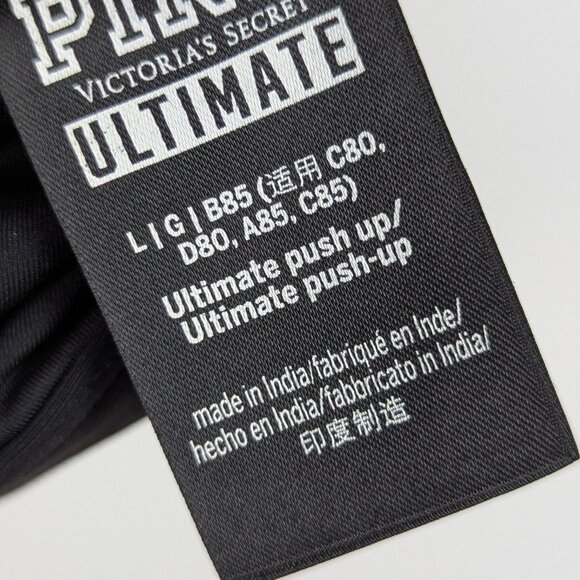 PINK
VICTORIA'S SECRET
ULTIMATE
L | G | B85 (适用 C80,
D80, A85, C85)
Ultimate push up/
Ultimate push-up
made in India/fabriqué en Inde/
hecho en India/fabbricato in India/
印度制造